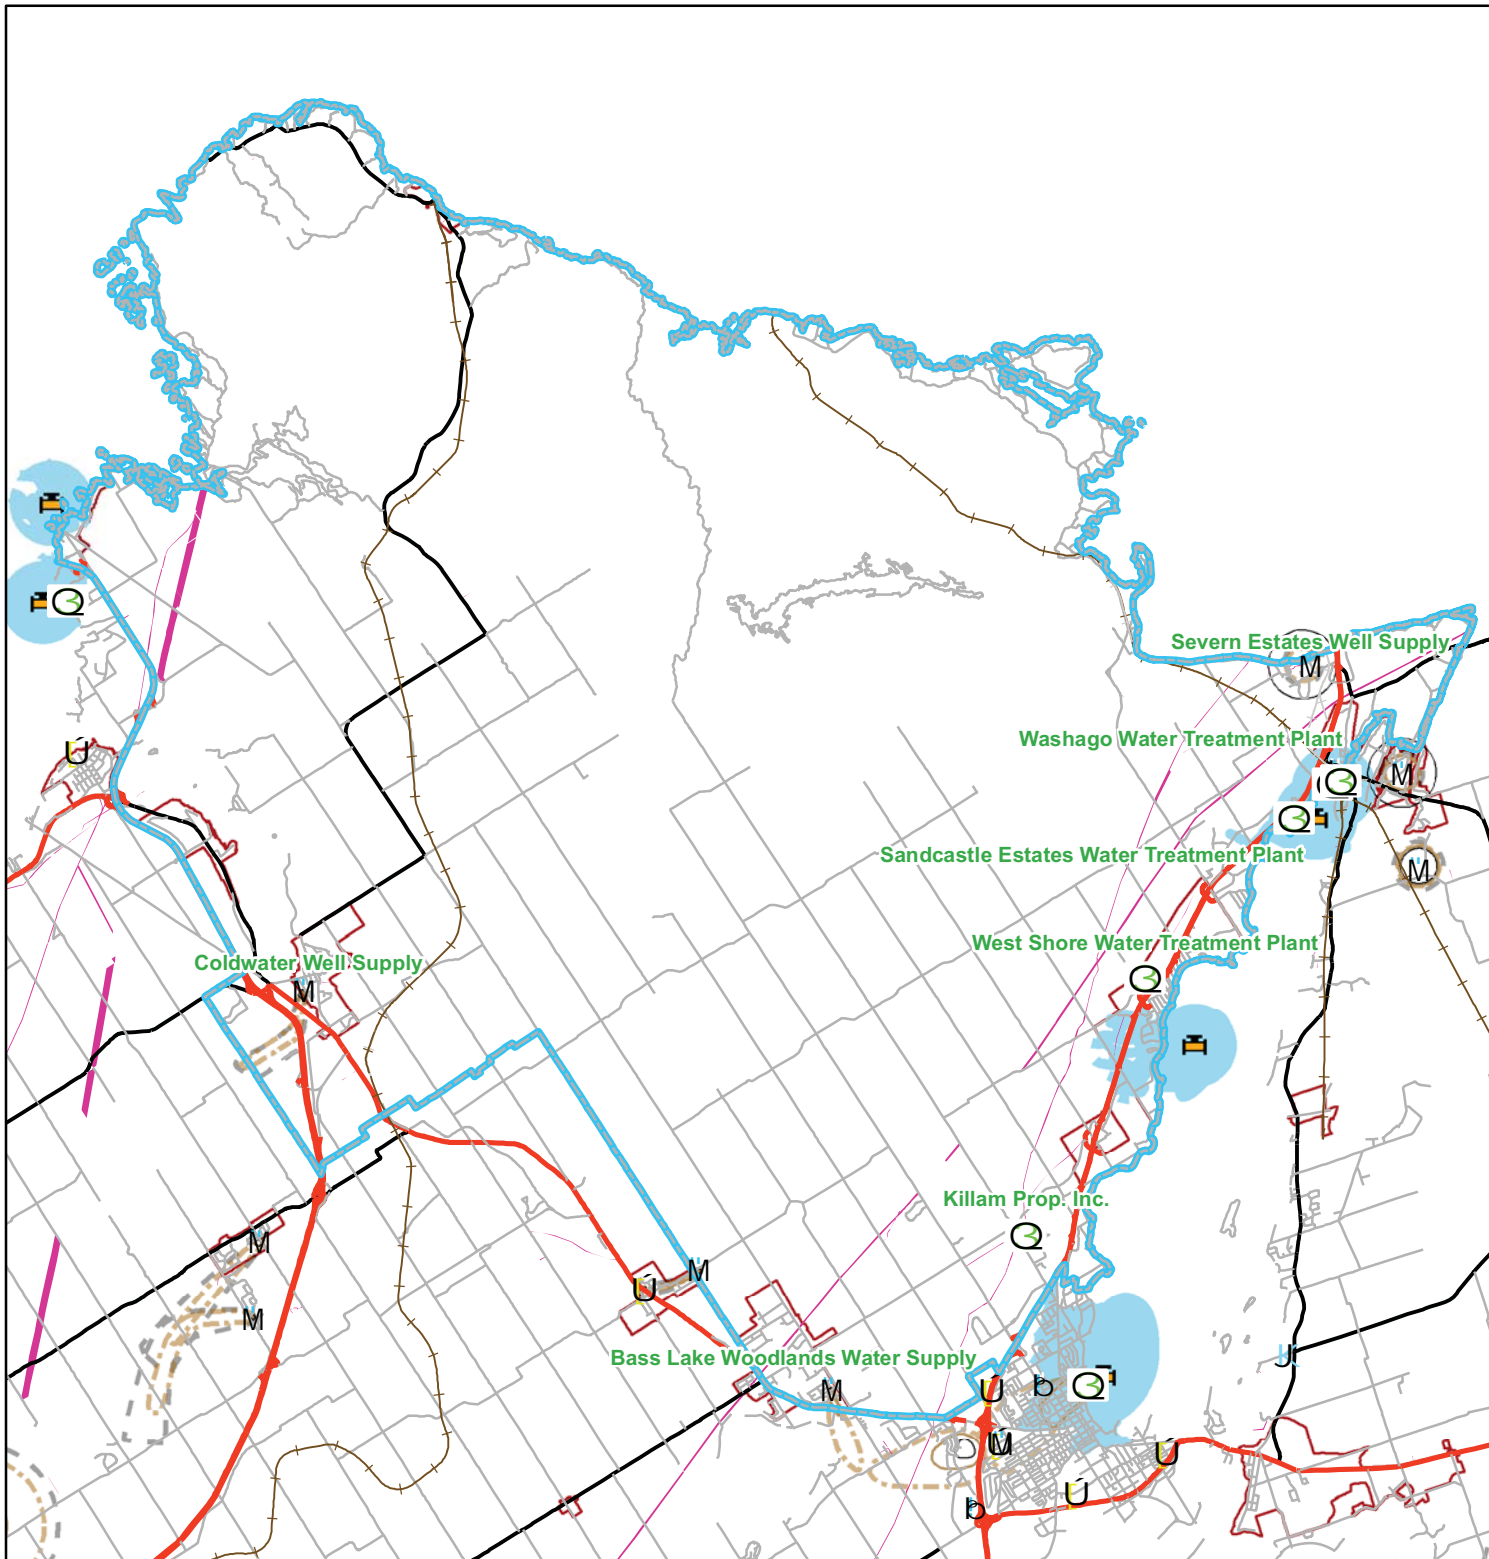 Severn Estates Well Supply
M
Washago Water Treatment Plant
Ú
M
M
Sandcastle Estates Water Treatment Plant
West Shore Water Treatment Plant
Coldwater Well Supply
M
Killam Prop. Inc.
M
M
Ú
M
Bass Lake Woodlands Water Supply
M
Ú
b
M
Ú
Ú
b